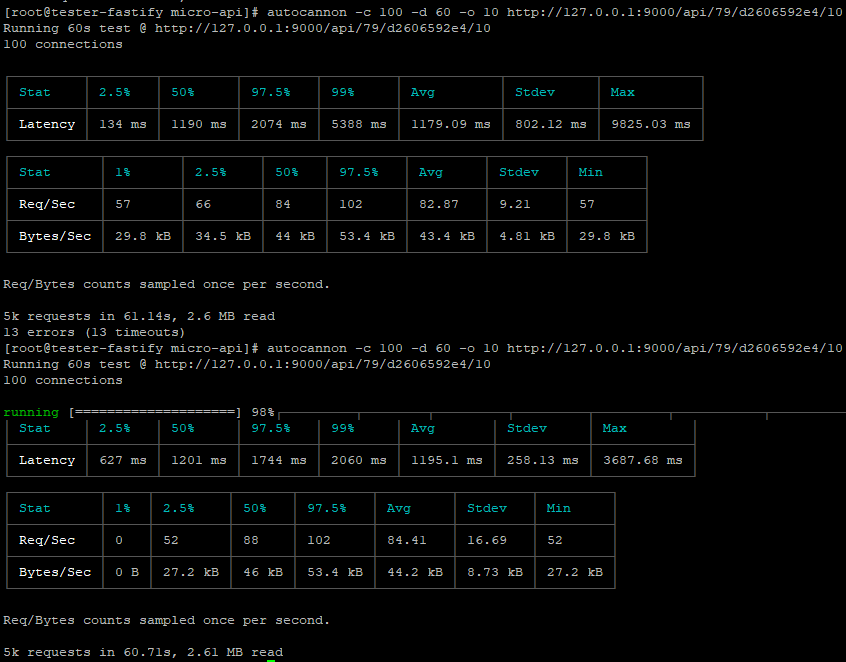 [root@tester-fastify micro-api]# autocannon -c 100 -d 60 -o 10 http://127.0.0.1:9000/api/79/d2606592e4/10
Running 60s test @ http://127.0.0.1:9000/api/79/d2606592e4/10
100 connections
Stat 2.5% 50% 97.5% 99% Avg Stdev Max
Latency 134 ms 1190 ms 2074 ms 5388 ms 1179.09 ms 802.12 ms 9825.03 ms
Stat 1% 2.5% 50% 97.5% Avg Stdev Min
Req/Sec 57 66 84 102 82.87 9.21 57
Bytes/Sec 29.8 kB 34.5 kB 44 kB 53.4 kB 43.4 kB 4.81 kB 29.8 kB
Req/Bytes counts sampled once per second.
5k requests in 61.14s, 2.6 MB read
13 errors (13 timeouts)
[root@tester-fastify micro-api]# autocannon -c 100 -d 60 -o 10 http://127.0.0.1:9000/api/79/d2606592e4/10
Running 60s test @ http://127.0.0.1:9000/api/79/d2606592e4/10
100 connections
running [====================] 98%
Stat 2.5% 50% 97.5% 99% Avg Stdev Max
Latency 627 ms 1201 ms 1744 ms 2060 ms 1195.1 ms 258.13 ms 3687.68 ms
Stat 1% 2.5% 50% 97.5% Avg Stdev Min
Req/Sec 0 52 88 102 84.41 16.69 52
Bytes/Sec 0 B 27.2 kB 46 kB 53.4 kB 44.2 kB 8.73 kB 27.2 kB
Req/Bytes counts sampled once per second.
5k requests in 60.71s, 2.61 MB read